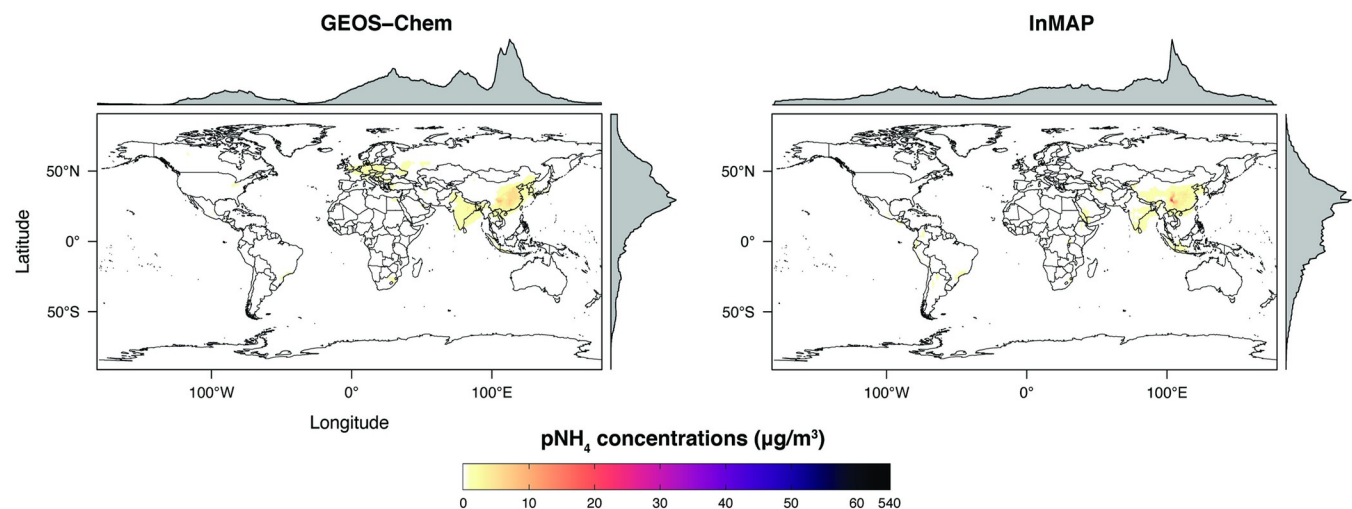 GEOS–Chem
InMAP
Latitude
50°N
0°
50°S
50°N
0°
50°S
100°W 0° 100°E
100°W 0° 100°E
Longitude
pNH₄ concentrations (µg/m³)
0 10 20 30 40 50 60 540